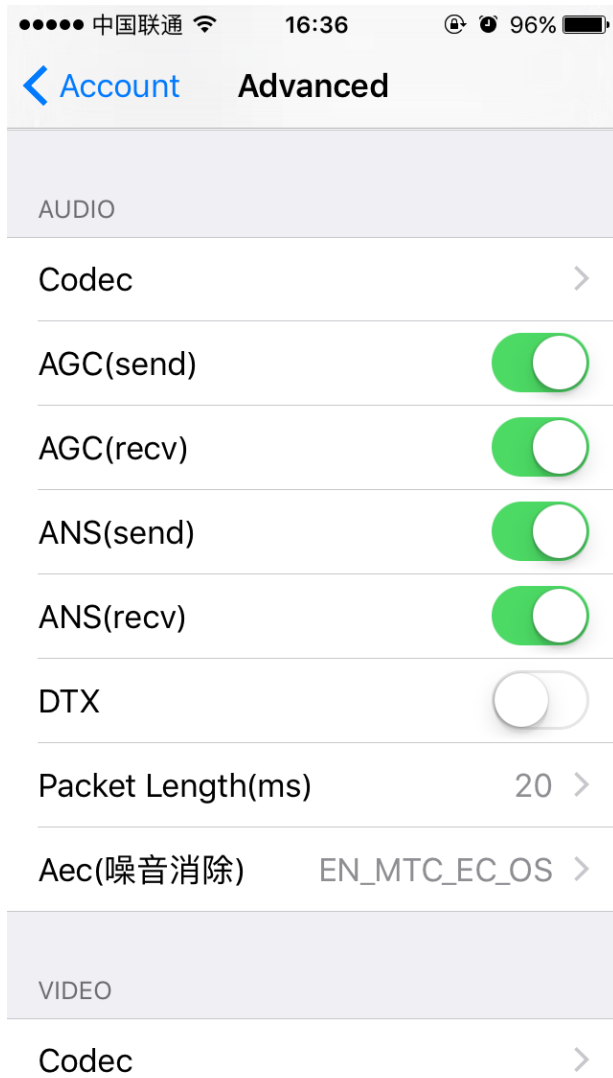 中国联通 16:36 96%
Account Advanced
AUDIO
Codec
AGC(send)
AGC(recv)
ANS(send)
ANS(recv)
DTX
Packet Length(ms) 20
Aec(噪音消除) EN_MTC_EC_OS
VIDEO
Codec